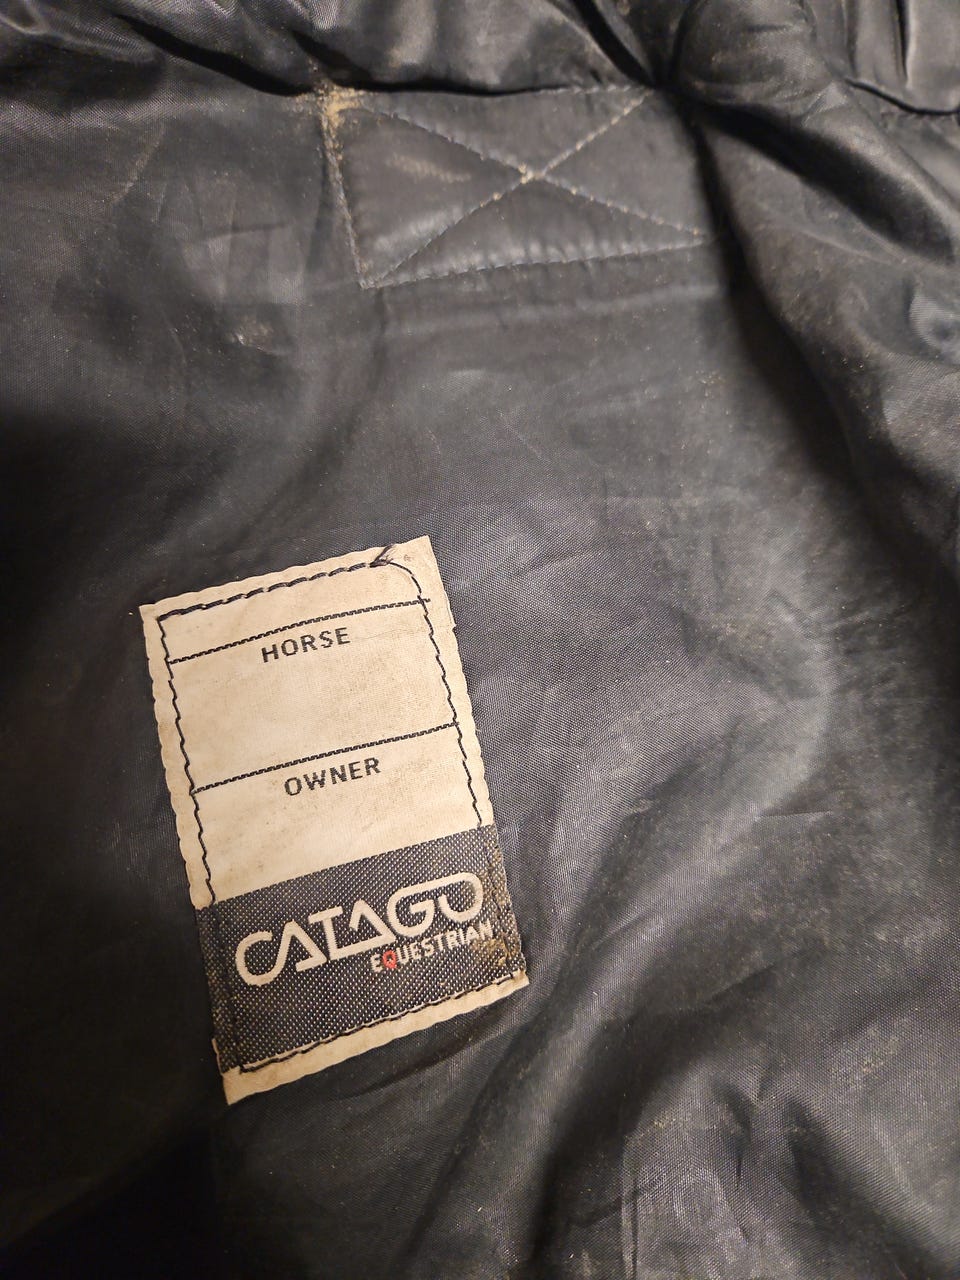 HORSE
OWNER
CATAGO
EQUESTRIAN